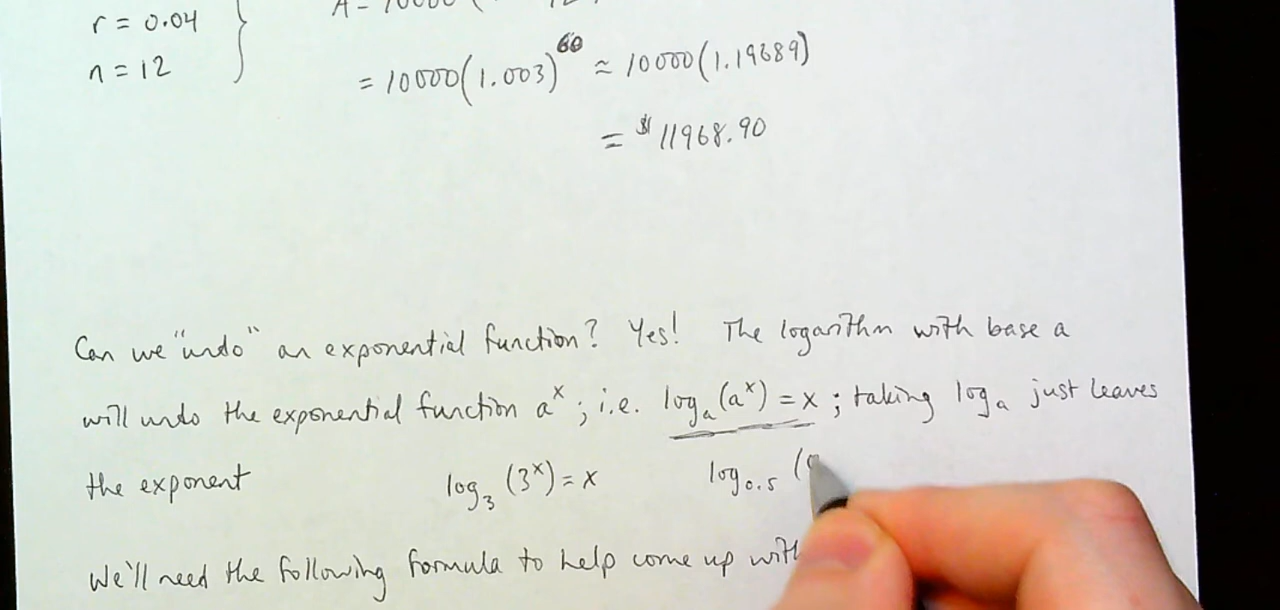 r = 0.04
A = 10000(
n = 12
= 10000(1.003)^60 ≈ 10000(1.19689)
= $11968.90
Can we "undo" an exponential function? Yes! The logarithm with base a
will undo the exponential function a^x ; i.e. log_a(a^x) = x ; taking log_a just leaves
the exponent
log_3 (3^x) = x log_0.5 (
We'll need the following formula to help come up with